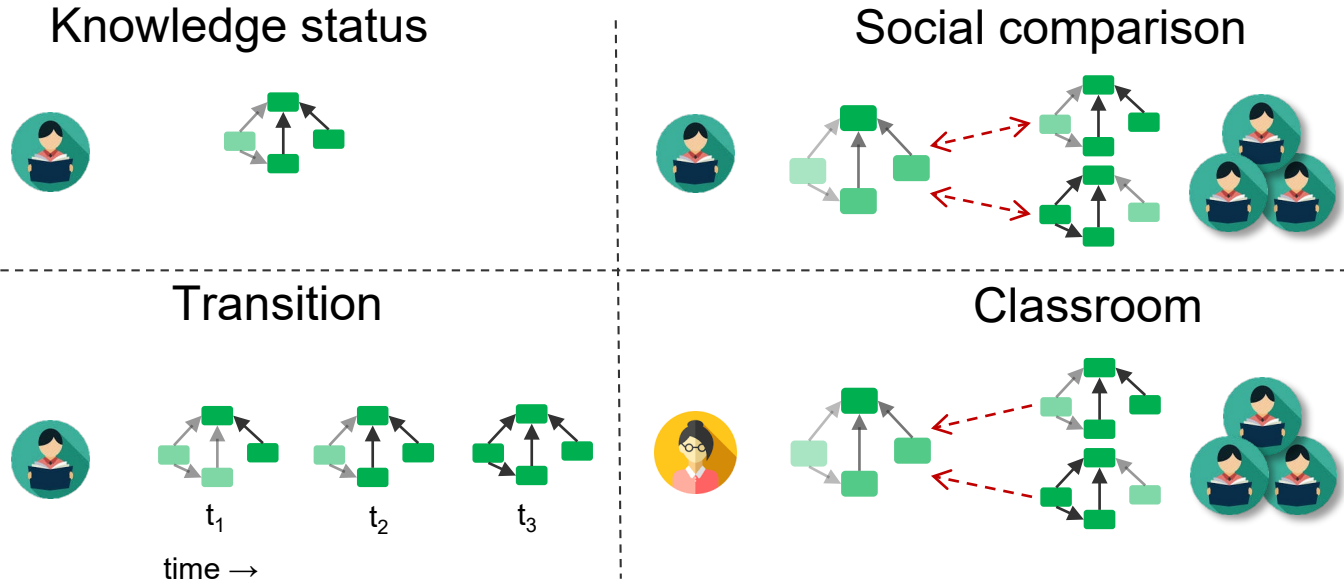 Knowledge status
Social comparison
Transition
Classroom
t₁
t₂
t₃
time →